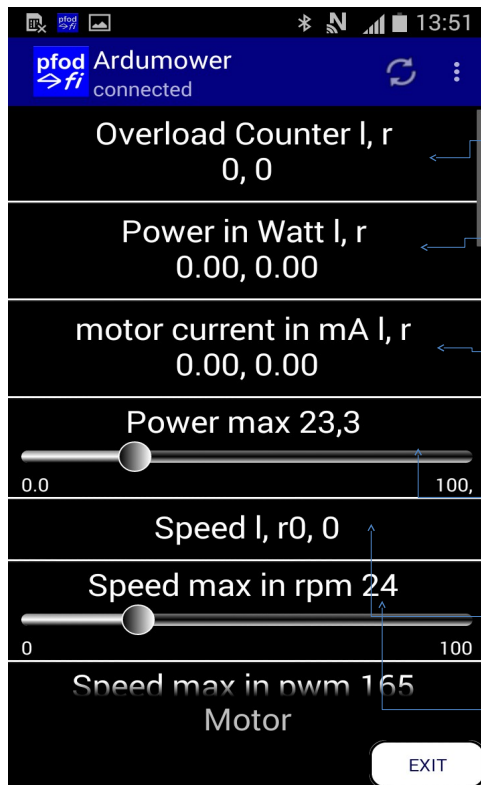 13:51
pfod
fi
Ardumower
connected
Overload Counter l, r
0, 0
Power in Watt l, r
0.00, 0.00
motor current in mA l, r
0.00, 0.00
Power max 23,3
0.0 100,
Speed l, r0, 0
Speed max in rpm 24
0 100
Speed max in pwm 165
Motor
EXIT